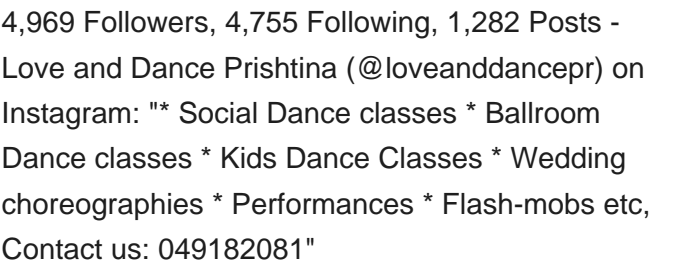 4,969 Followers, 4,755 Following, 1,282 Posts -
Love and Dance Prishtina (@loveanddancepr) on
Instagram: "* Social Dance classes * Ballroom
Dance classes * Kids Dance Classes * Wedding
choreographies * Performances * Flash-mobs etc,
Contact us: 049182081"